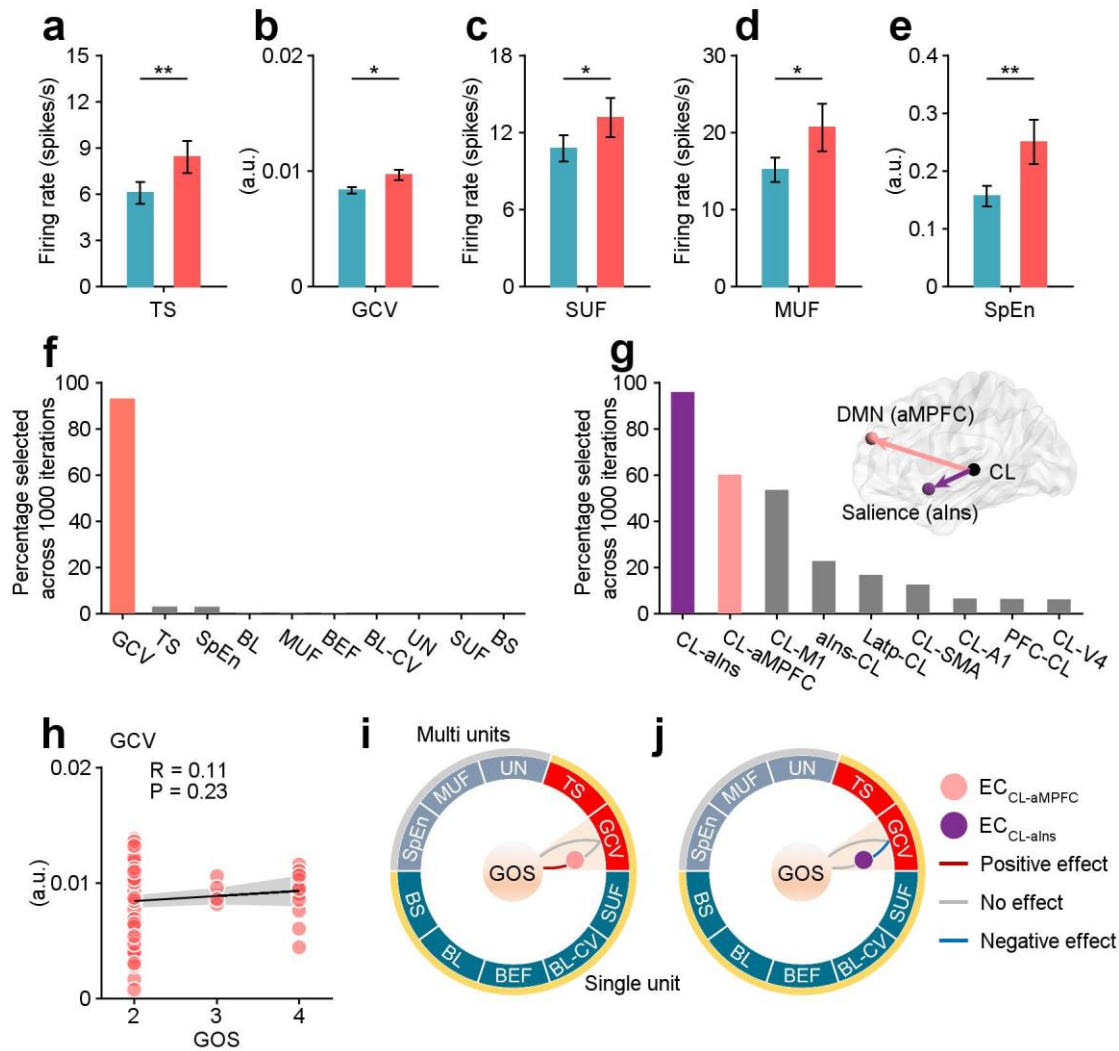 a
Firing rate (spikes/s)
15
12
9
6
3
0
**
TS
b
(a.u.)
0.02
0.01
0
*
GCV
c
Firing rate (spikes/s)
18
12
6
0
*
SUF
d
Firing rate (spikes/s)
30
20
10
0
*
MUF
e
(a.u.)
0.4
0.3
0.2
0.1
0
**
SpEn
f
Percentage selected
across 1000 iterations
100
80
60
40
20
0
GCV
TS
SpEn
BL
MUF
BEF
BL-CV
UN
SUF
BS
g
Percentage selected
across 1000 iterations
100
80
60
40
20
0
CL-aIns
CL-aMPFC
CL-M1
aIns-CL
Latp-CL
CL-SMA
CL-A1
PFC-CL
CL-V4
DMN (aMPFC)
CL
Salience (aIns)
h
GCV
R = 0.11
P = 0.23
(a.u.)
0.02
0.01
0
2
3
4
GOS
i
Multi units
UN
TS
GCV
SUF
BL-CV
BEF
BL
BS
SpEn
MUF
GOS
Single unit
j
UN
TS
GCV
SUF
BL-CV
BEF
BL
BS
SpEn
MUF
GOS
EC CL-aMPFC
EC CL-aIns
Positive effect
No effect
Negative effect